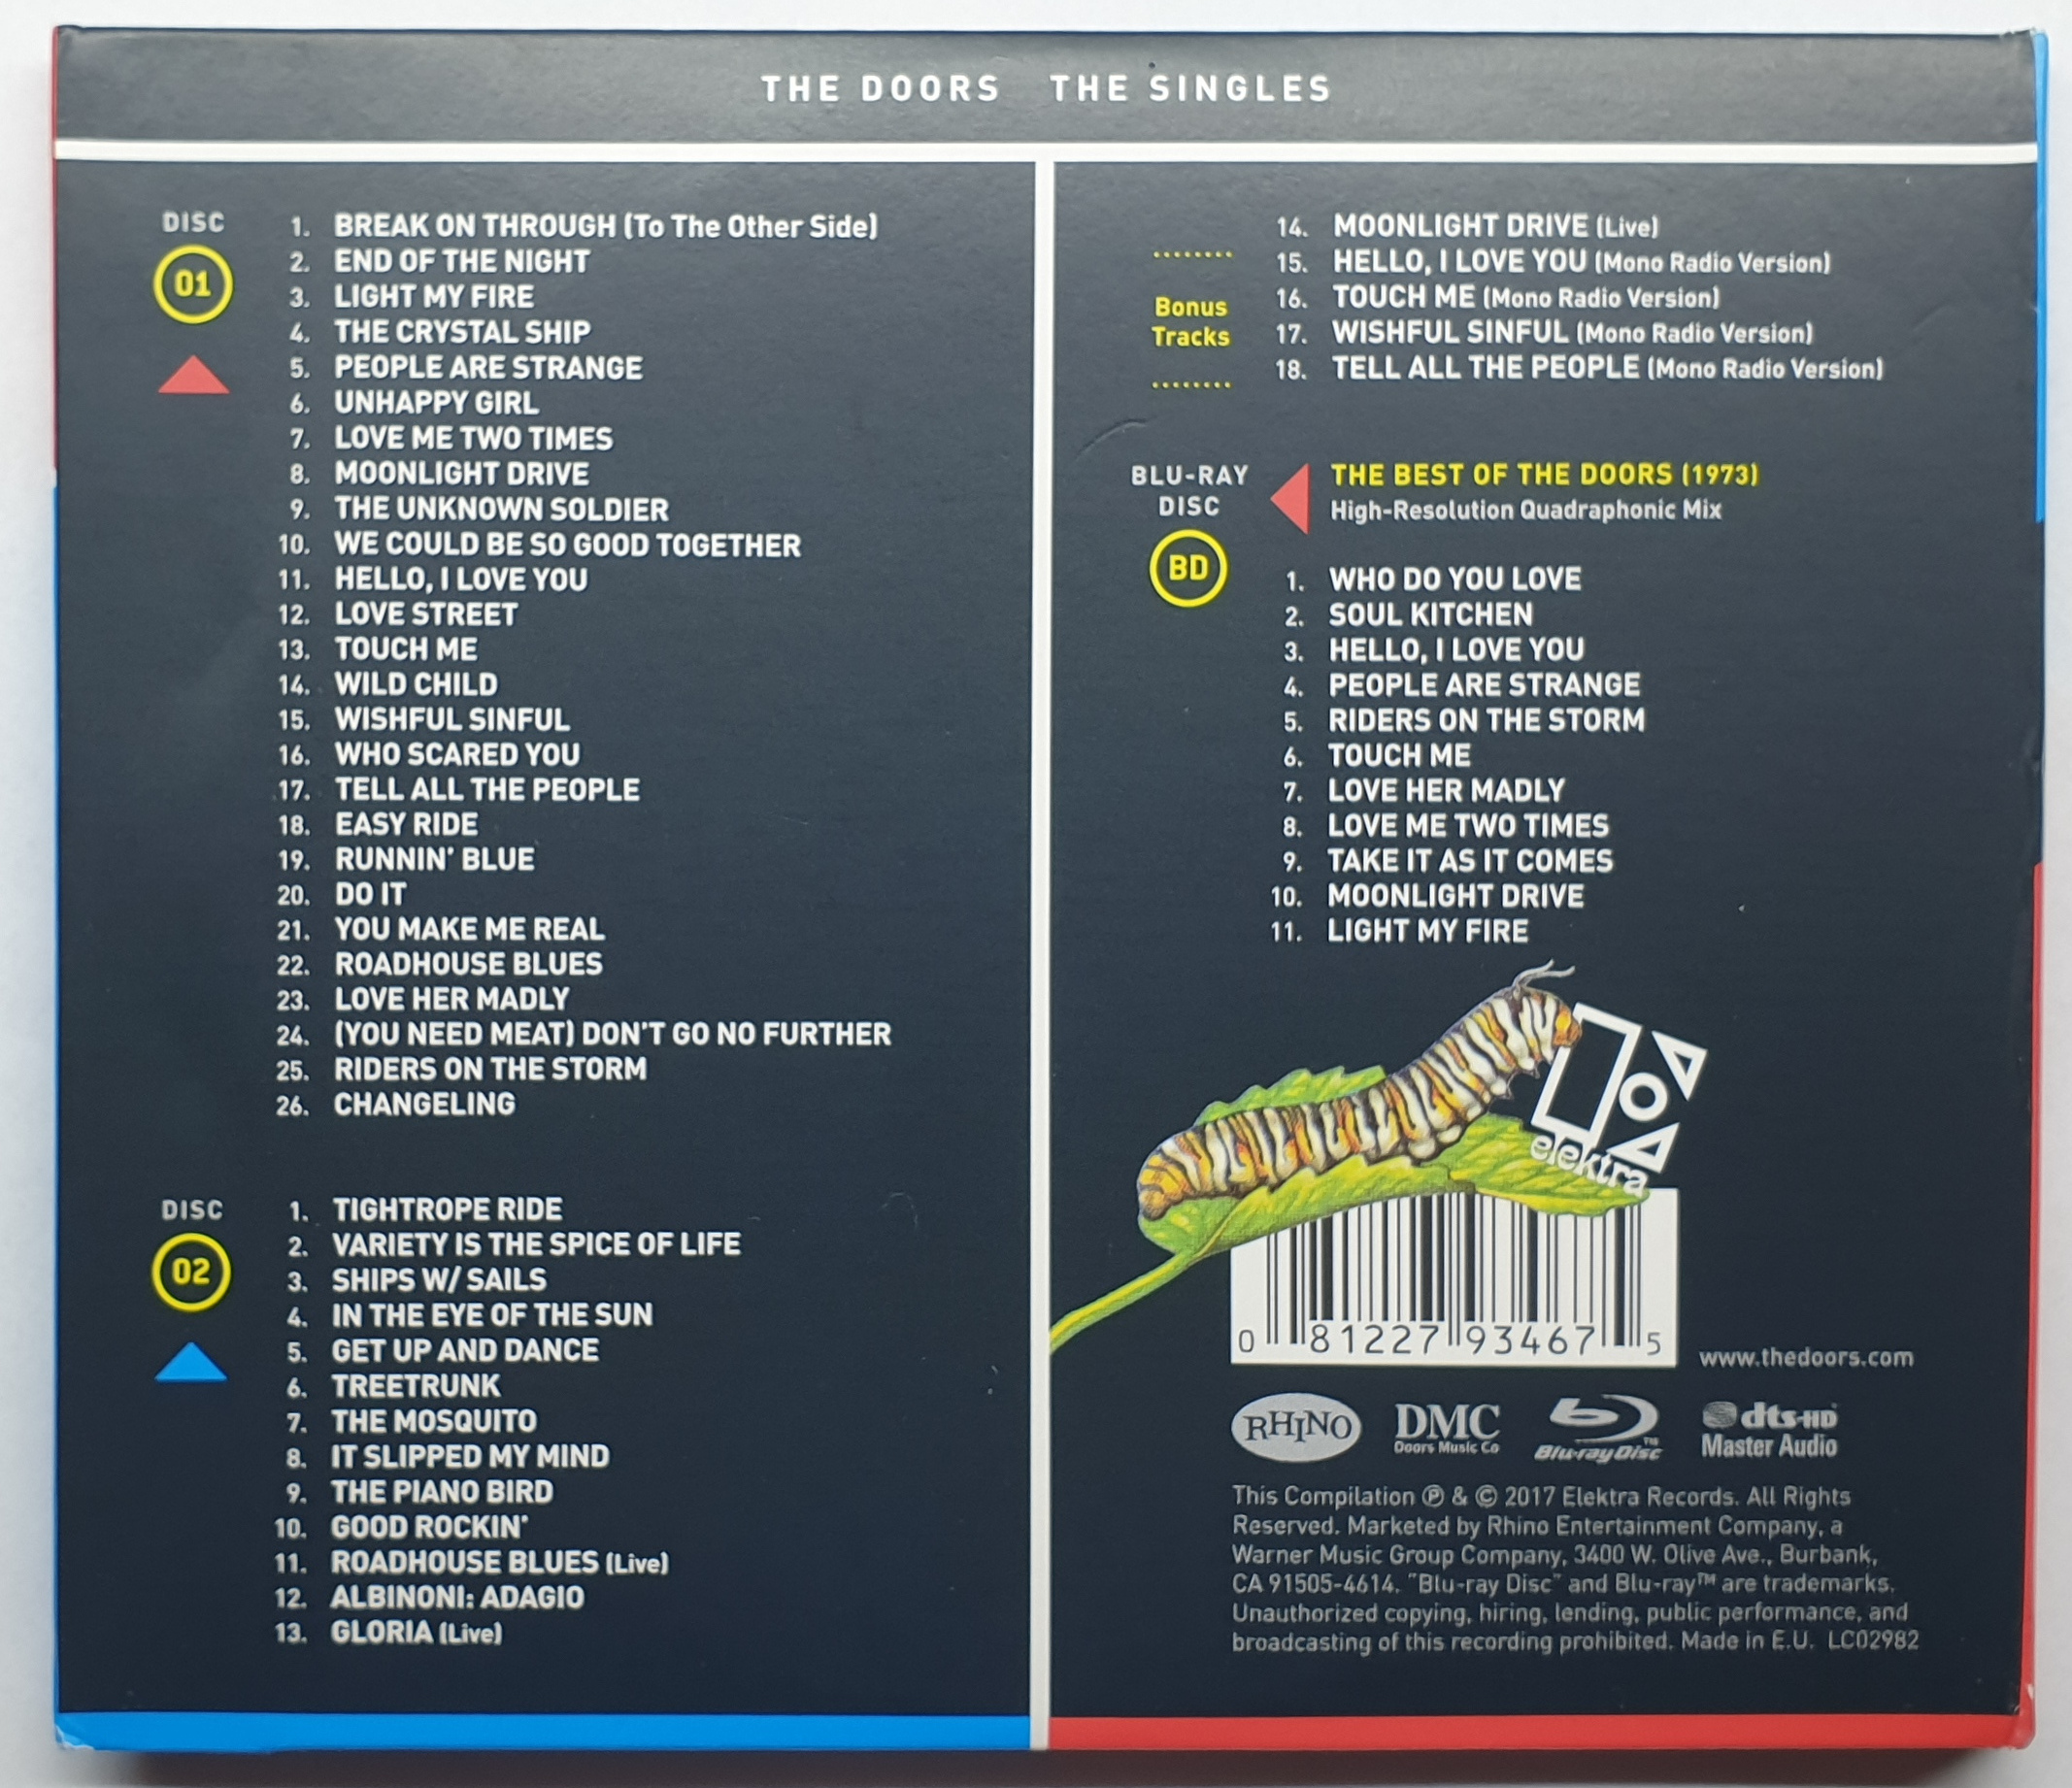 THE DOORS THE SINGLES
DISC
01
1. BREAK ON THROUGH (To The Other Side)
2. END OF THE NIGHT
3. LIGHT MY FIRE
4. THE CRYSTAL SHIP
5. PEOPLE ARE STRANGE
6. UNHAPPY GIRL
7. LOVE ME TWO TIMES
8. MOONLIGHT DRIVE
9. THE UNKNOWN SOLDIER
10. WE COULD BE SO GOOD TOGETHER
11. HELLO, I LOVE YOU
12. LOVE STREET
13. TOUCH ME
14. WILD CHILD
15. WISHFUL SINFUL
16. WHO SCARED YOU
17. TELL ALL THE PEOPLE
18. EASY RIDE
19. RUNNIN' BLUE
20. DO IT
21. YOU MAKE ME REAL
22. ROADHOUSE BLUES
23. LOVE HER MADLY
24. (YOU NEED MEAT) DON'T GO NO FURTHER
25. RIDERS ON THE STORM
26. CHANGELING
DISC
02
1. TIGHTROPE RIDE
2. VARIETY IS THE SPICE OF LIFE
3. SHIPS W/ SAILS
4. IN THE EYE OF THE SUN
5. GET UP AND DANCE
6. TREETRUNK
7. THE MOSQUITO
8. IT SLIPPED MY MIND
9. THE PIANO BIRD
10. GOOD ROCKIN'
11. ROADHOUSE BLUES (Live)
12. ALBINONI: ADAGIO
13. GLORIA (Live)
14. MOONLIGHT DRIVE (Live)
Bonus
Tracks
15. HELLO, I LOVE YOU (Mono Radio Version)
16. TOUCH ME (Mono Radio Version)
17. WISHFUL SINFUL (Mono Radio Version)
18. TELL ALL THE PEOPLE (Mono Radio Version)
BLU-RAY
DISC
BD
THE BEST OF THE DOORS (1973)
High-Resolution Quadraphonic Mix
1. WHO DO YOU LOVE
2. SOUL KITCHEN
3. HELLO, I LOVE YOU
4. PEOPLE ARE STRANGE
5. RIDERS ON THE STORM
6. TOUCH ME
7. LOVE HER MADLY
8. LOVE ME TWO TIMES
9. TAKE IT AS IT COMES
10. MOONLIGHT DRIVE
11. LIGHT MY FIRE
elektra
0 81227 93467 5
www.thedoors.com
RHINO
DMC
Doors Music Co
Blu-ray Disc™
dts-HD
Master Audio
This Compilation ℗ & © 2017 Elektra Records. All Rights
Reserved. Marketed by Rhino Entertainment Company, a
Warner Music Group Company, 3400 W. Olive Ave., Burbank,
CA 91505-4614. "Blu-ray Disc" and Blu-ray™ are trademarks.
Unauthorized copying, hiring, lending, public performance, and
broadcasting of this recording prohibited. Made in E.U. LC02982